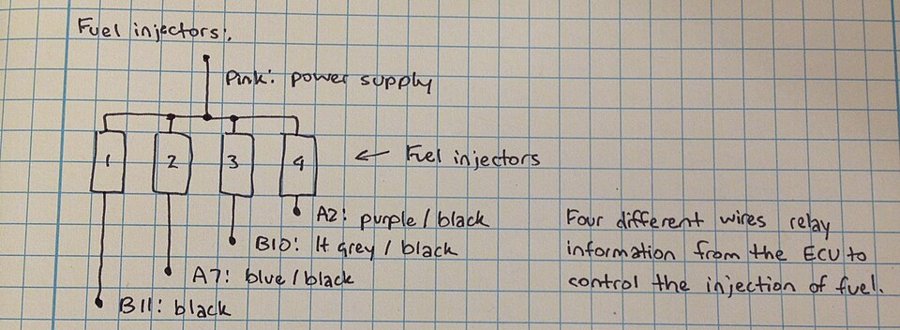 Fuel injectors:.
Pink: power supply
1 2 3 4
← Fuel injectors
A2: purple / black
B10: lt grey / black
A7: blue / black
B11: black
Four different wires relay
information from the ECU to
control the injection of fuel.